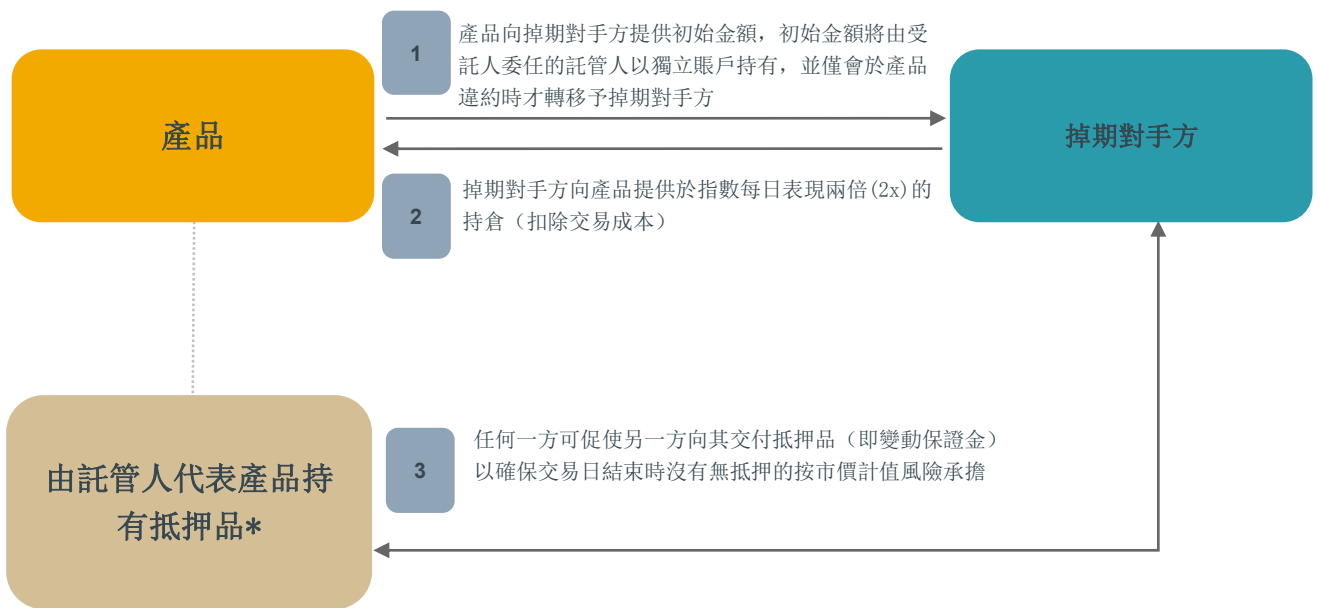 產品
1
產品向掉期對手方提供初始金額，初始金額將由受
託人委任的託管人以獨立賬戶持有，並僅會於產品
違約時才轉移予掉期對手方
掉期對手方
2
掉期對手方向產品提供於指數每日表現兩倍(2x)的
持倉（扣除交易成本）
由託管人代表產品持
有抵押品*
3
任何一方可促使另一方向其交付抵押品（即變動保證金）
以確保交易日結束時沒有無抵押的按市價計值風險承擔